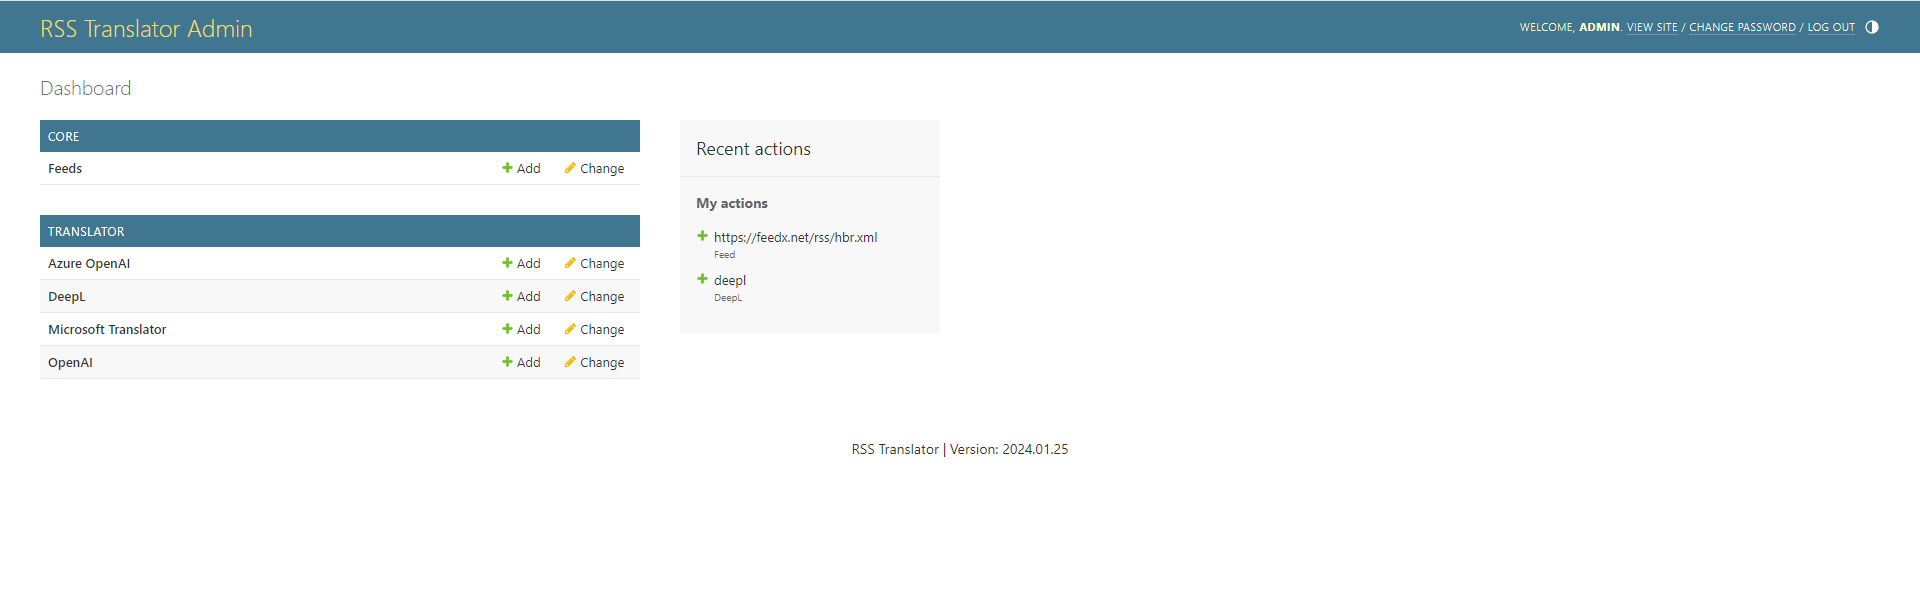 RSS Translator Admin
WELCOME, ADMIN. VIEW SITE / CHANGE PASSWORD / LOG OUT
Dashboard
CORE
Feeds Add Change
TRANSLATOR
Azure OpenAI Add Change
DeepL Add Change
Microsoft Translator Add Change
OpenAI Add Change
Recent actions
My actions
https://feedx.net/rss/hbr.xml
Feed
deepl
DeepL
RSS Translator | Version: 2024.01.25